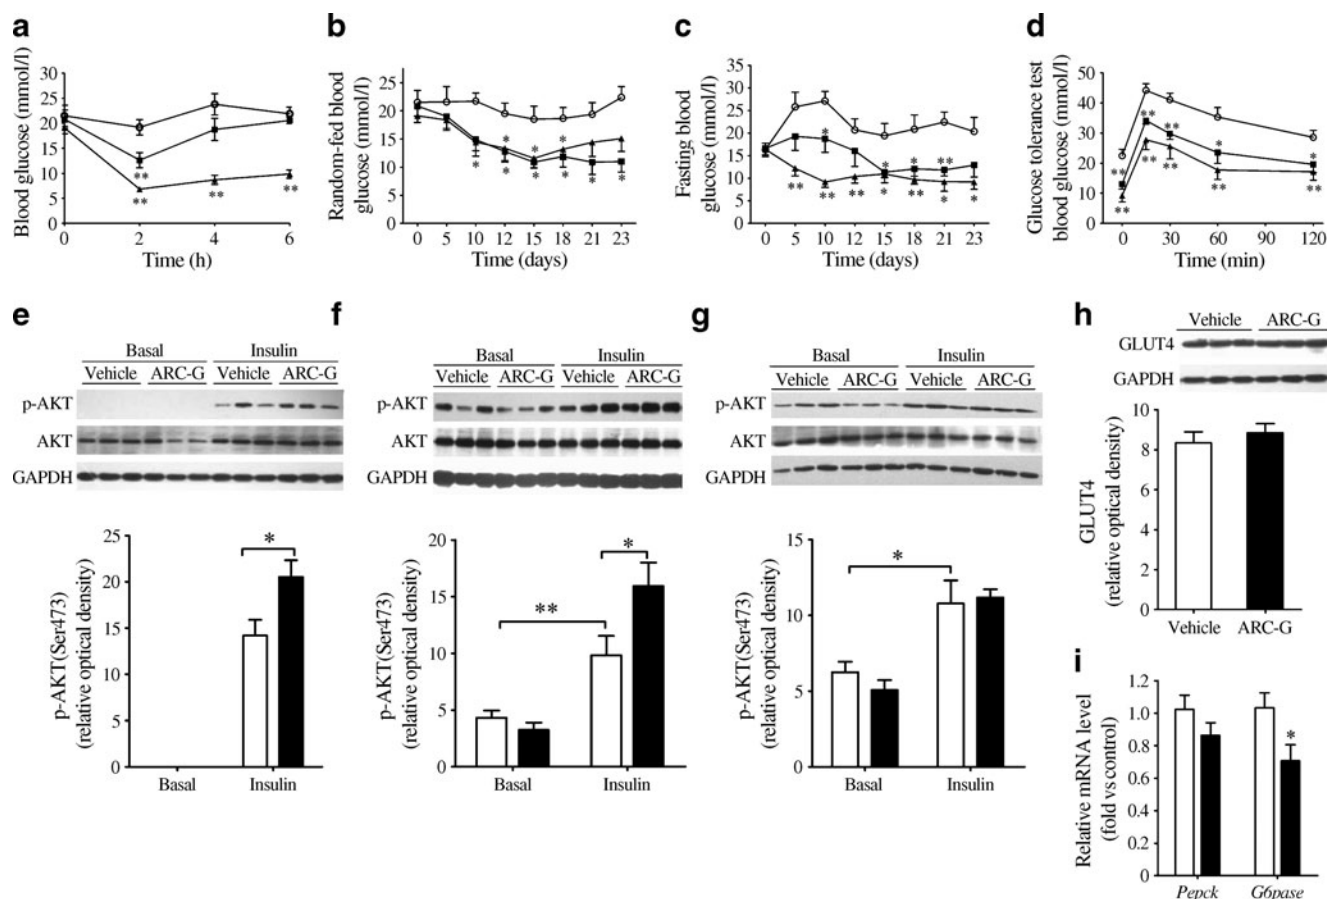 a
Blood glucose (mmol/l)
30
25
20
15
10
5
0
**
**
**
**
0 2 4 6
Time (h)
b
Random-fed blood
glucose (mmol/l)
25
20
15
10
5
0
* * * *
* * * * * *
0 5 10 12 15 18 21 23
Time (days)
c
Fasting blood
glucose (mmol/l)
35
30
25
20
15
10
5
0
* * * **
** ** ** * ** * *
0 5 10 12 15 18 21 23
Time (days)
d
Glucose tolerance test
blood glucose (mmol/l)
50
40
30
20
10
0
** ** ** * *
** ** ** ** **
0 30 60 90 120
Time (min)
e
Basal Insulin
Vehicle ARC-G Vehicle ARC-G
p-AKT
AKT
GAPDH
p-AKT(Ser473)
(relative optical density)
25
20
15
10
5
0
*
Basal Insulin
f
Basal Insulin
Vehicle ARC-G Vehicle ARC-G
p-AKT
AKT
GAPDH
p-AKT(Ser473)
(relative optical density)
20
15
10
5
0
*
**
Basal Insulin
g
Basal Insulin
Vehicle ARC-G Vehicle ARC-G
p-AKT
AKT
GAPDH
p-AKT(Ser473)
(relative optical density)
15
10
5
0
*
Basal Insulin
h
Vehicle ARC-G
GLUT4
GAPDH
GLUT4
(relative optical density)
10
8
6
4
2
0
Vehicle ARC-G
i
Relative mRNA level
(fold vs control)
1.2
1.0
0.8
0.6
0.4
0.2
0
*
Pepck G6pase